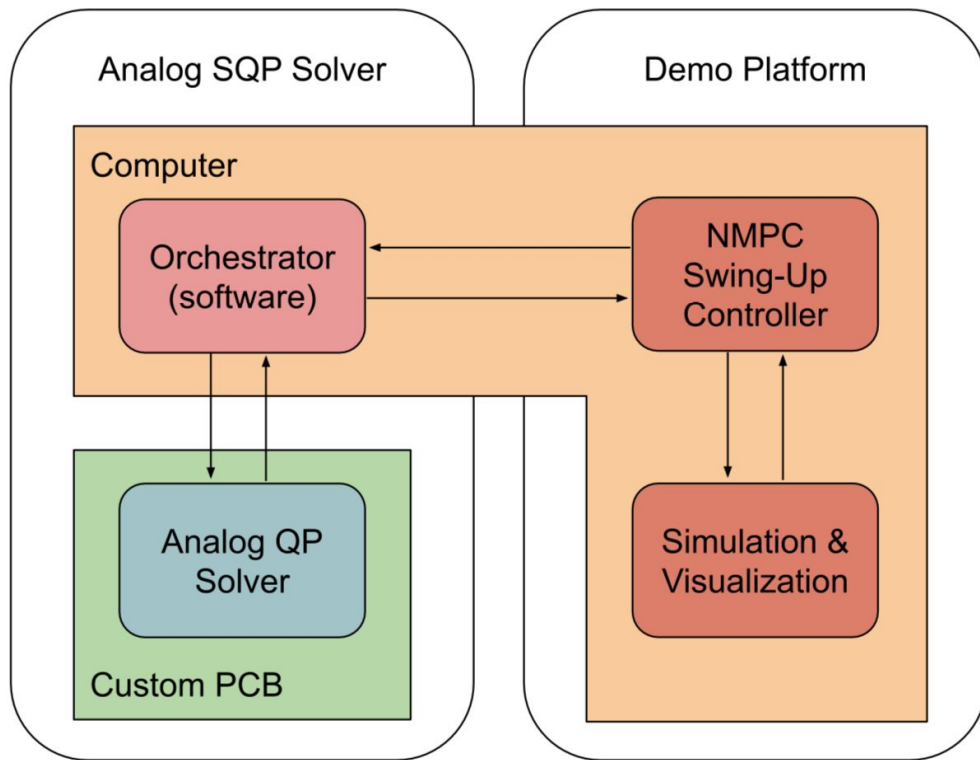 Analog SQP Solver
Demo Platform
Computer
Orchestrator
(software)
NMPC
Swing-Up
Controller
Analog QP
Solver
Simulation &
Visualization
Custom PCB